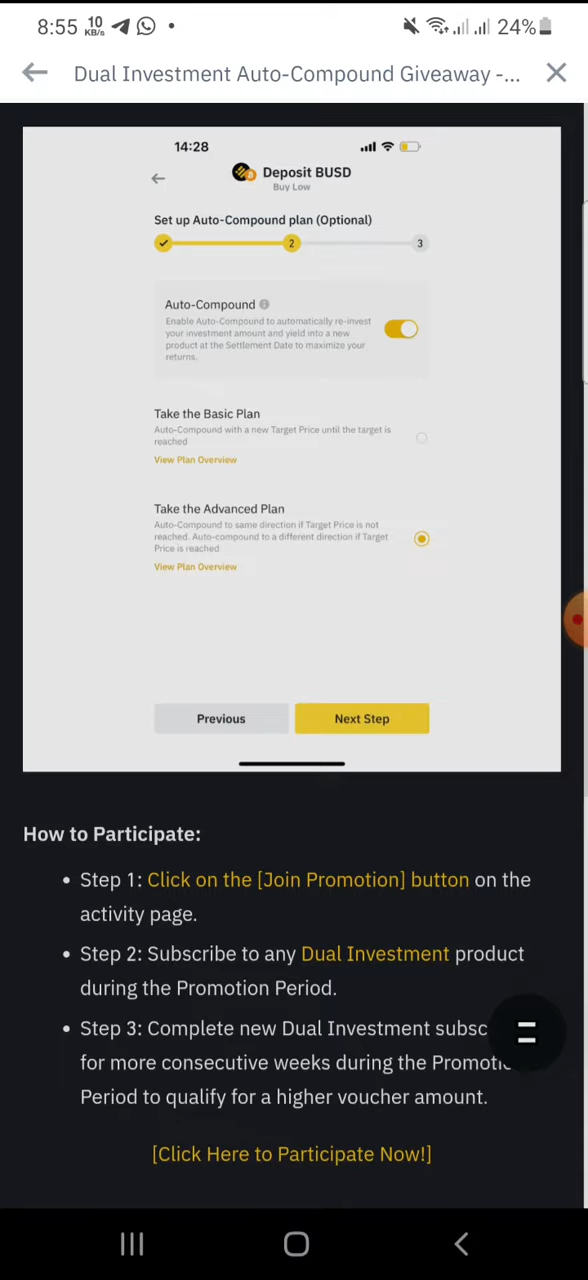 8:55 10 KB/s 24%
Dual Investment Auto-Compound Giveaway -...
14:28
Deposit BUSD
Buy Low
Set up Auto-Compound plan (Optional)
2 3
Auto-Compound
Enable Auto-Compound to automatically re-invest
your investment amount and yield into a new
product at the Settlement Date to maximize your
returns.
Take the Basic Plan
Auto-Compound with a new Target Price until the target is
reached
View Plan Overview
Take the Advanced Plan
Auto-Compound to same direction if Target Price is not
reached. Auto-compound to a different direction if Target
Price is reached
View Plan Overview
Previous Next Step
How to Participate:
• Step 1: Click on the [Join Promotion] button on the
activity page.
• Step 2: Subscribe to any Dual Investment product
during the Promotion Period.
• Step 3: Complete new Dual Investment subsc
for more consecutive weeks during the Promotic
Period to qualify for a higher voucher amount.
[Click Here to Participate Now!]